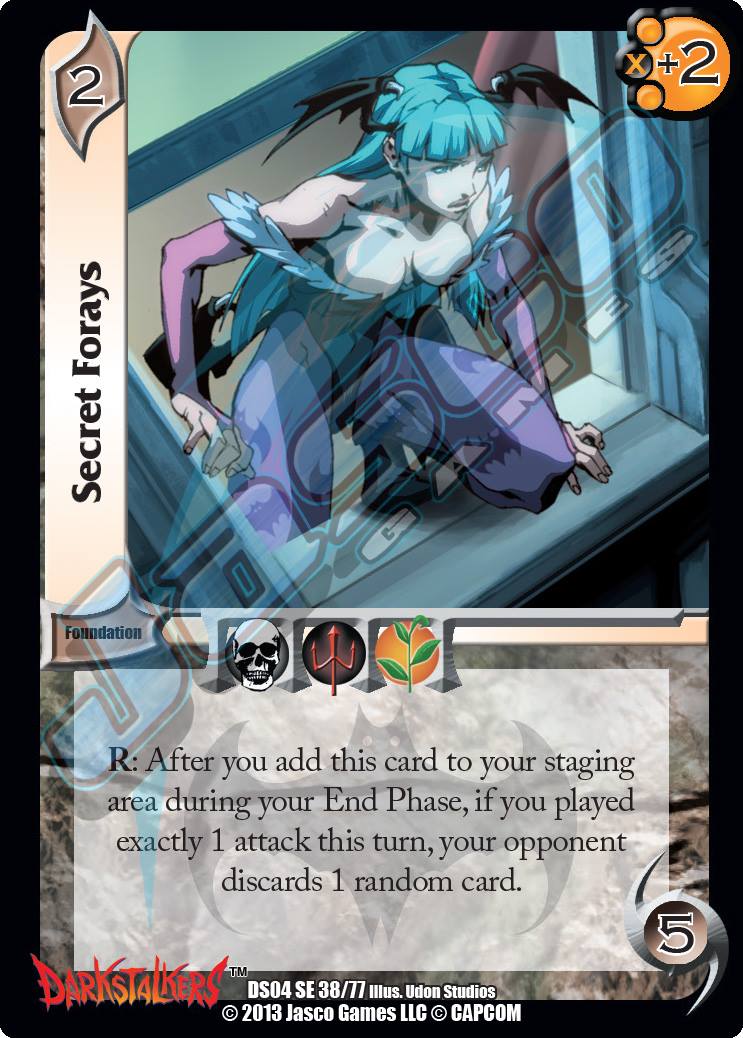 2
X +2
Secret Forays
JASCO
GAMES
Foundation
R: After you add this card to your staging
area during your End Phase, if you played
exactly 1 attack this turn, your opponent
discards 1 random card.
5
DARKSTALKERS™
DS04 SE 38/77 Illus. Udon Studios
© 2013 Jasco Games LLC © CAPCOM